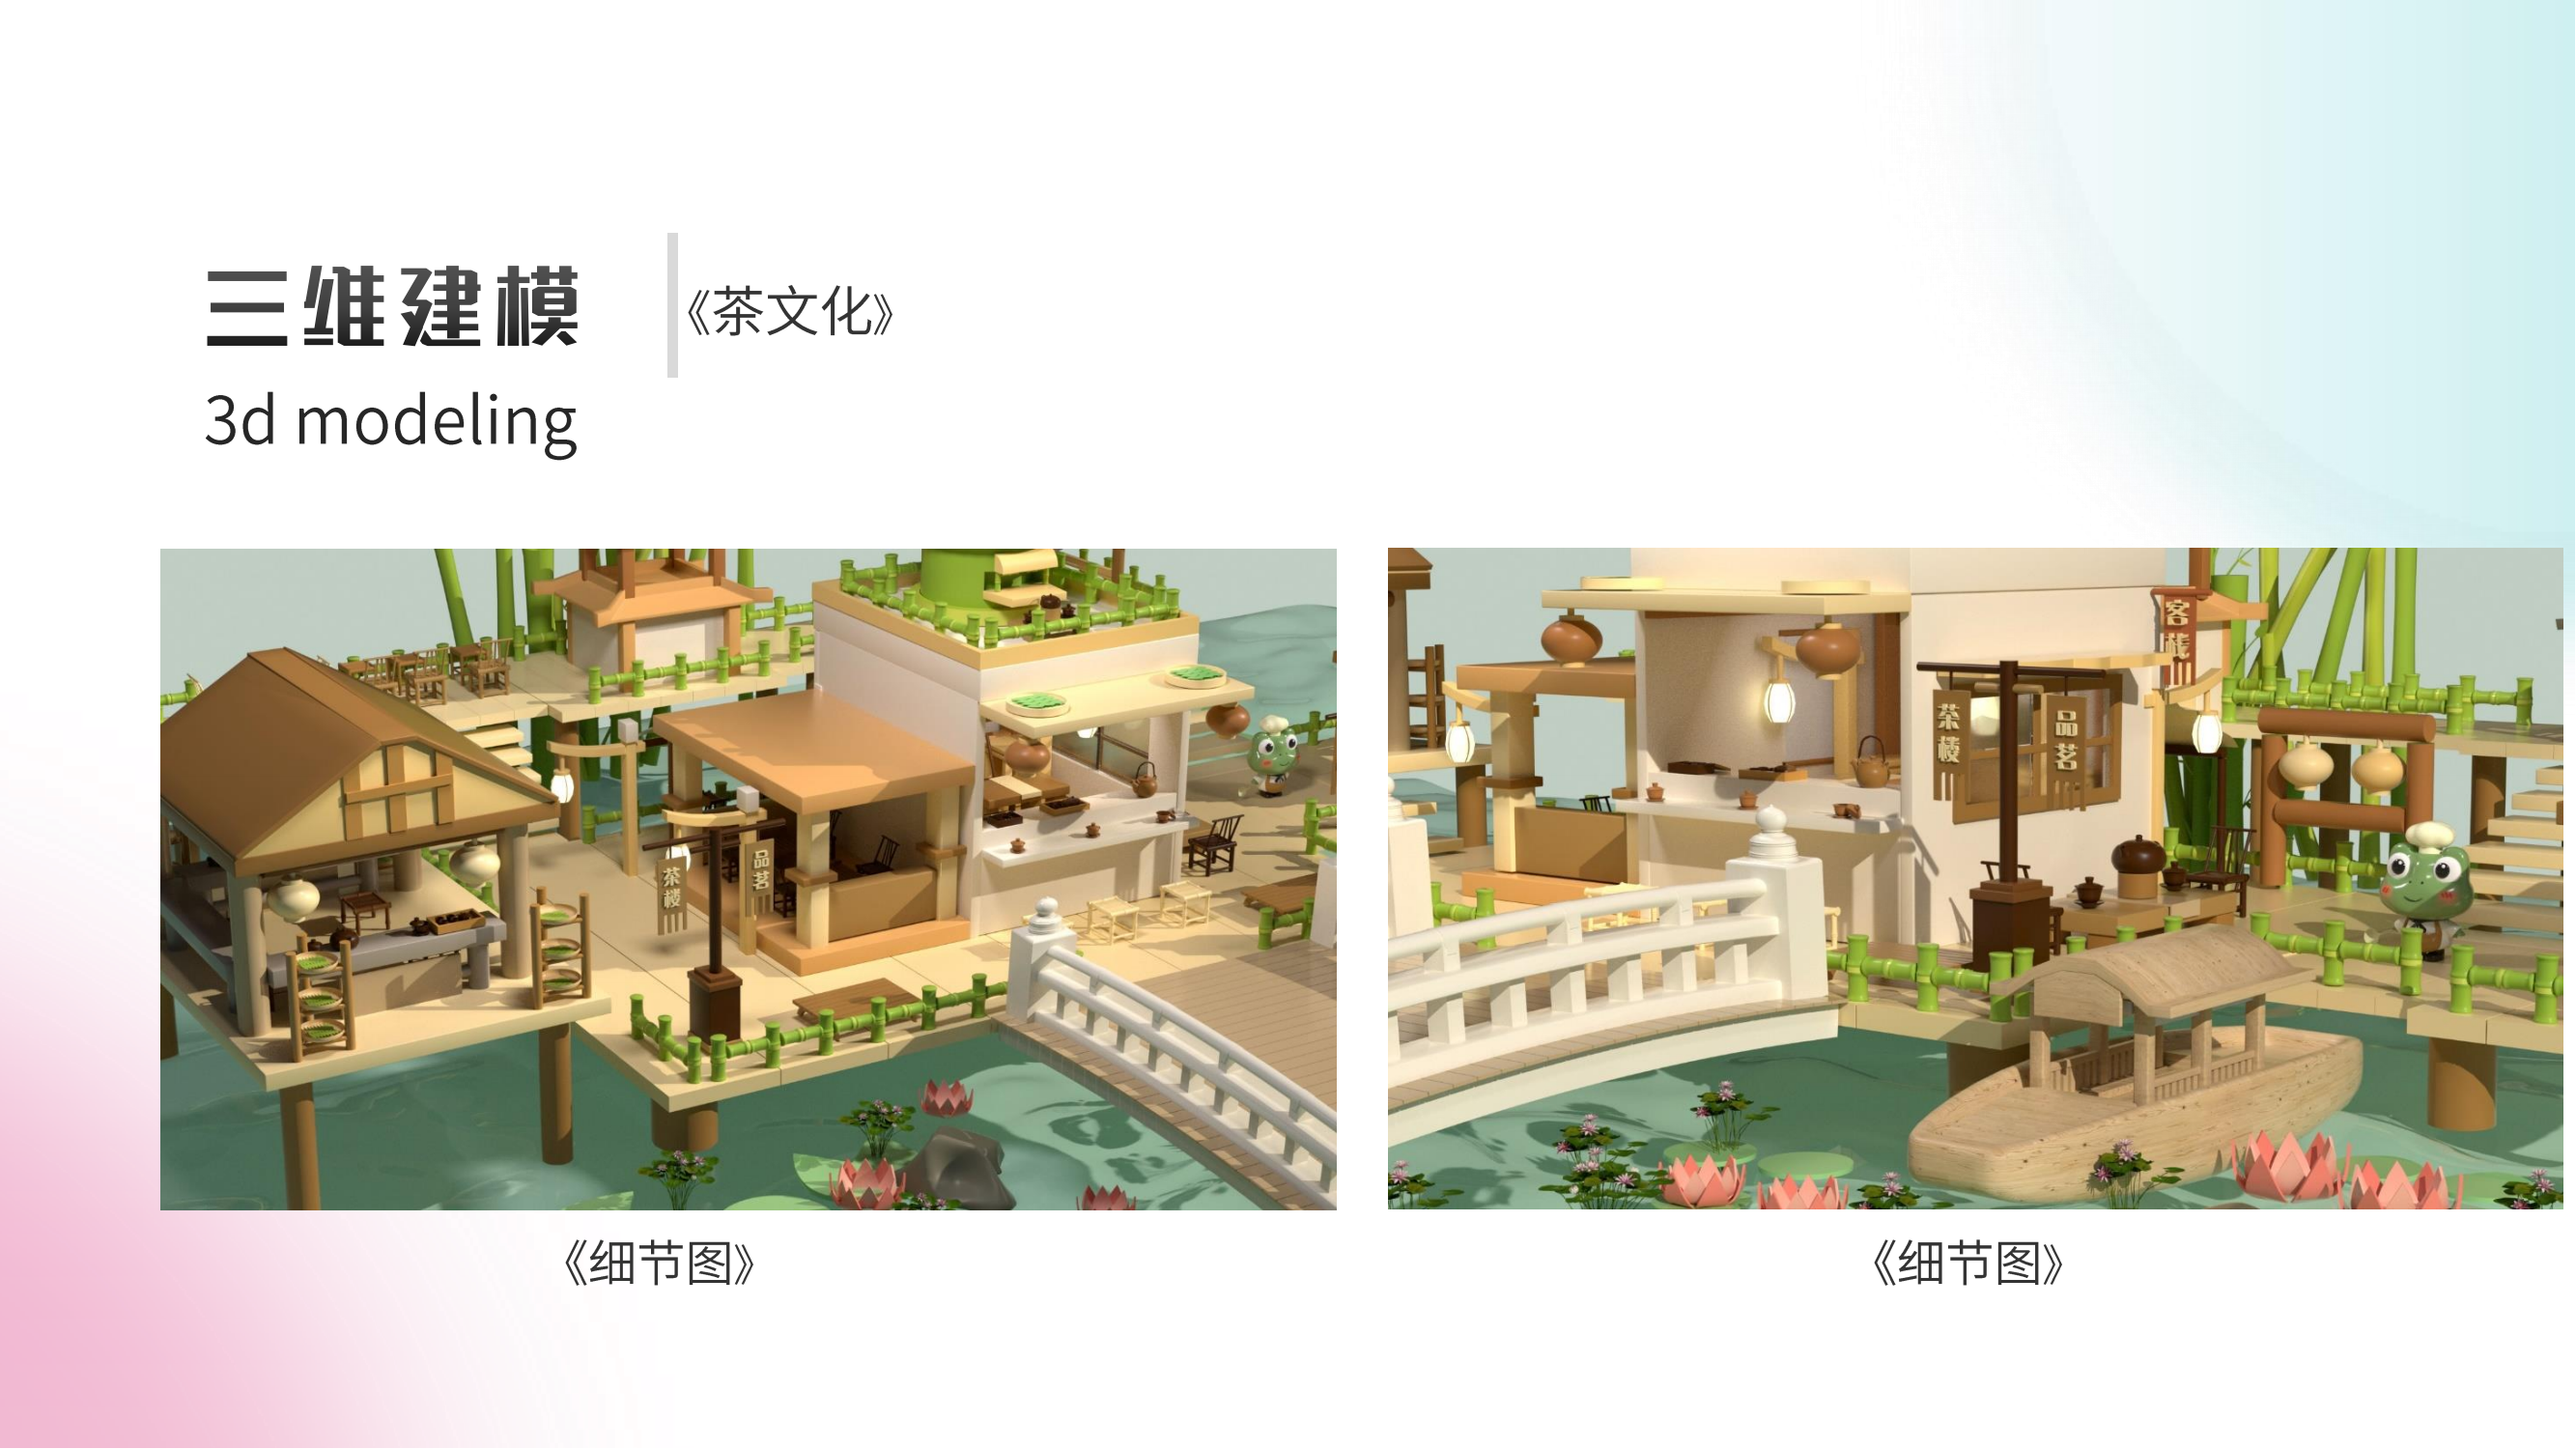 三维建模
《茶文化》
3d modeling
茶楼
品茗
客栈
茶楼
品茗
《细节图》
《细节图》